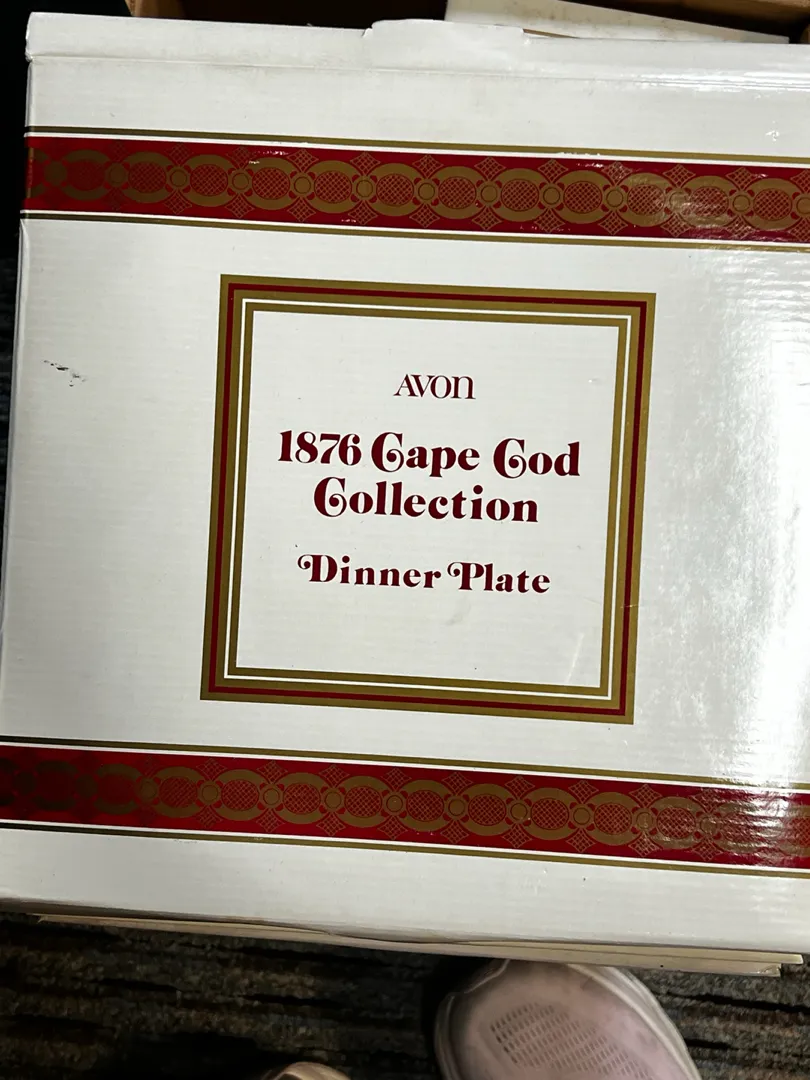 AVON
1876 Cape Cod
Collection
Dinner Plate